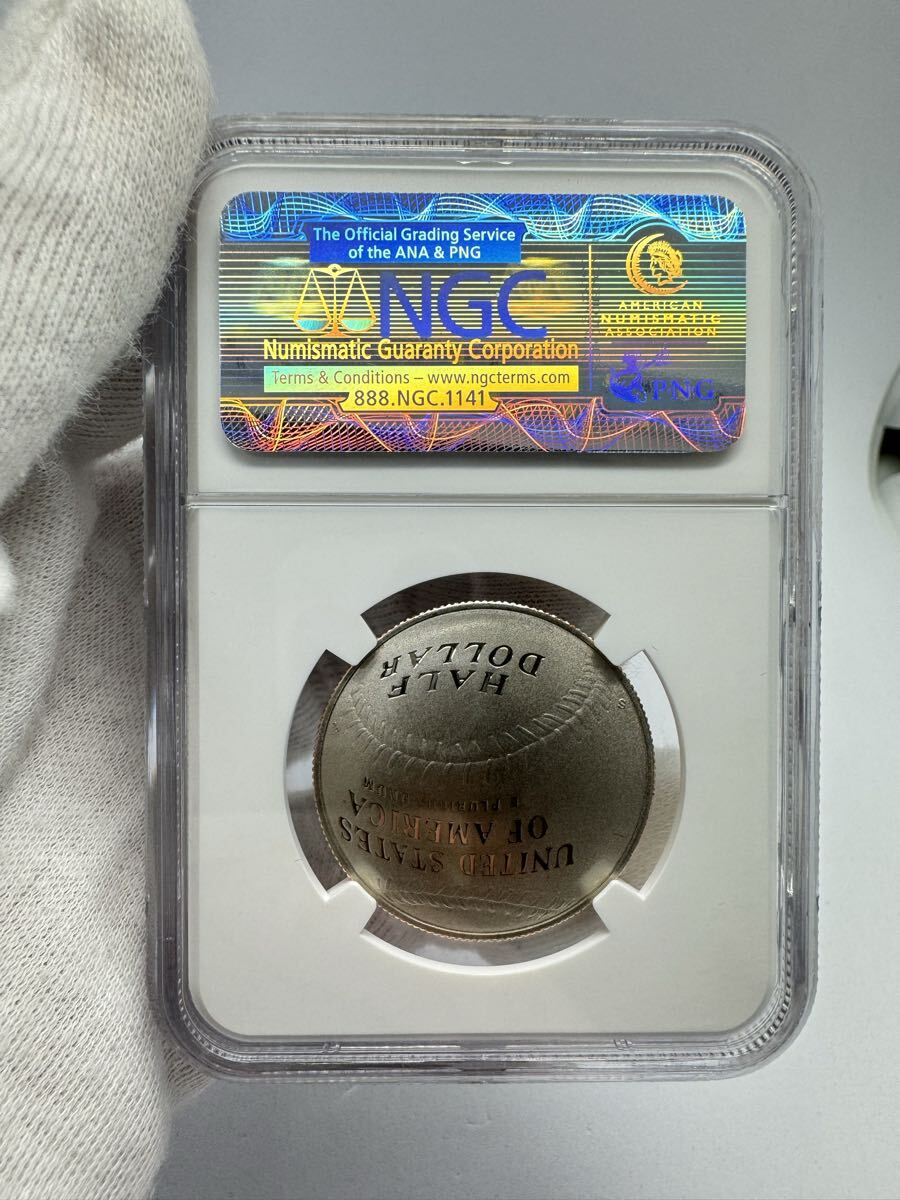 The Official Grading Service
of the ANA & PNG
NGC
Numismatic Guaranty Corporation
Terms & Conditions – www.ngcterms.com
888.NGC.1141
AMERICAN
NUMISMATIC
ASSOCIATION
PNG
UNITED STATES
OF AMERICA
E PLURIBUS UNUM
HALF
DOLLAR
S